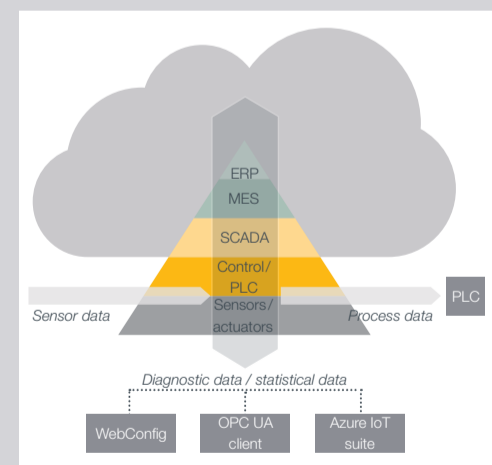 ERP
MES
SCADA
Control/
PLC
Sensors/
actuators
Sensor data
Process data
PLC
Diagnostic data / statistical data
WebConfig
OPC UA
client
Azure IoT
suite